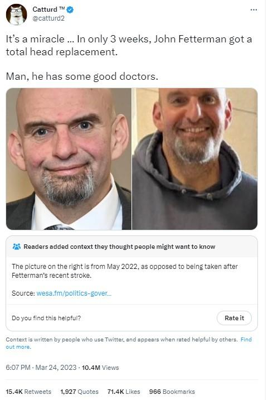 Catturd ™
@catturd2
It's a miracle ... In only 3 weeks, John Fetterman got a
total head replacement.
Man, he has some good doctors.
Readers added context they thought people might want to know
The picture on the right is from May 2022, as opposed to being taken after
Fetterman's recent stroke.
Source: wesa.fm/politics-gover...
Do you find this helpful?
Rate it
Context is written by people who use Twitter, and appears when rated helpful by others. Find
out more.
6:07 PM · Mar 24, 2023 · 10.4M Views
15.4K Retweets 1,927 Quotes 71.4K Likes 966 Bookmarks